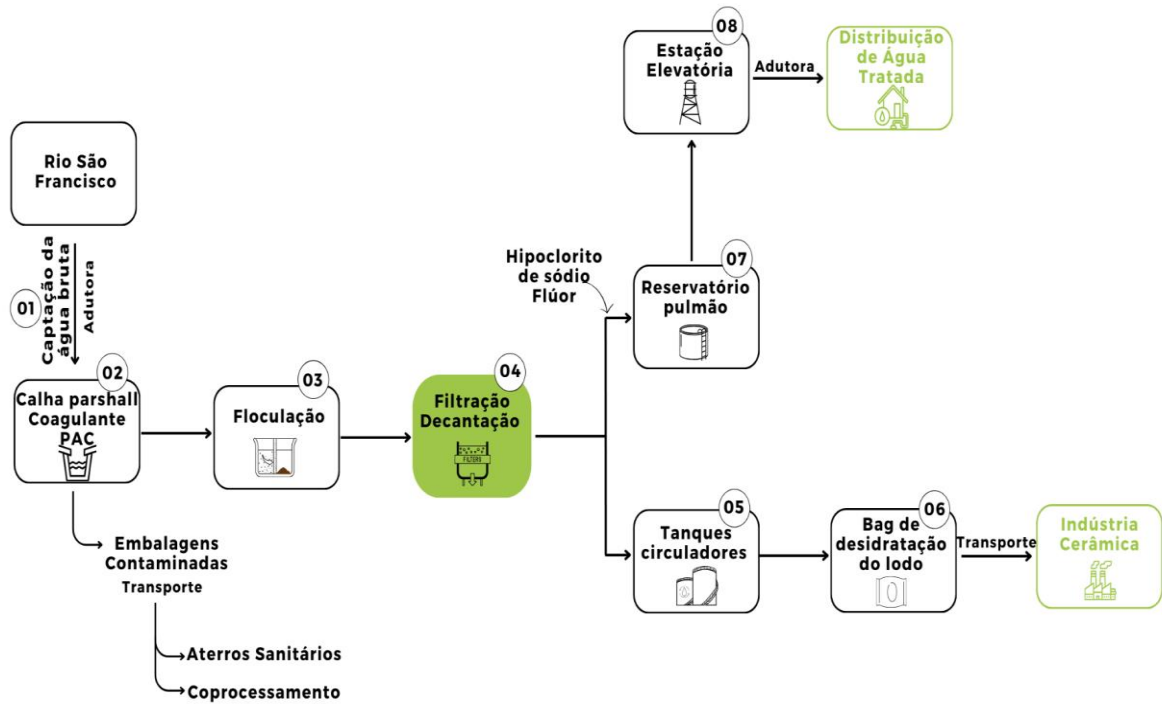 Rio São
Francisco
01
Captação da
água bruta
Adutora
02
Calha parshall
Coagulante
PAC
03
Floculação
04
Filtração
Decantação
FILTERS
Hipoclorito
de sódio
Flúor
07
Reservatório
pulmão
08
Estação
Elevatória
Adutora
Distribuição
de Água
Tratada
05
Tanques
circuladores
06
Bag de
desidratação
do lodo
Transporte
Indústria
Cerâmica
Embalagens
Contaminadas
Transporte
Aterros Sanitários
Coprocessamento